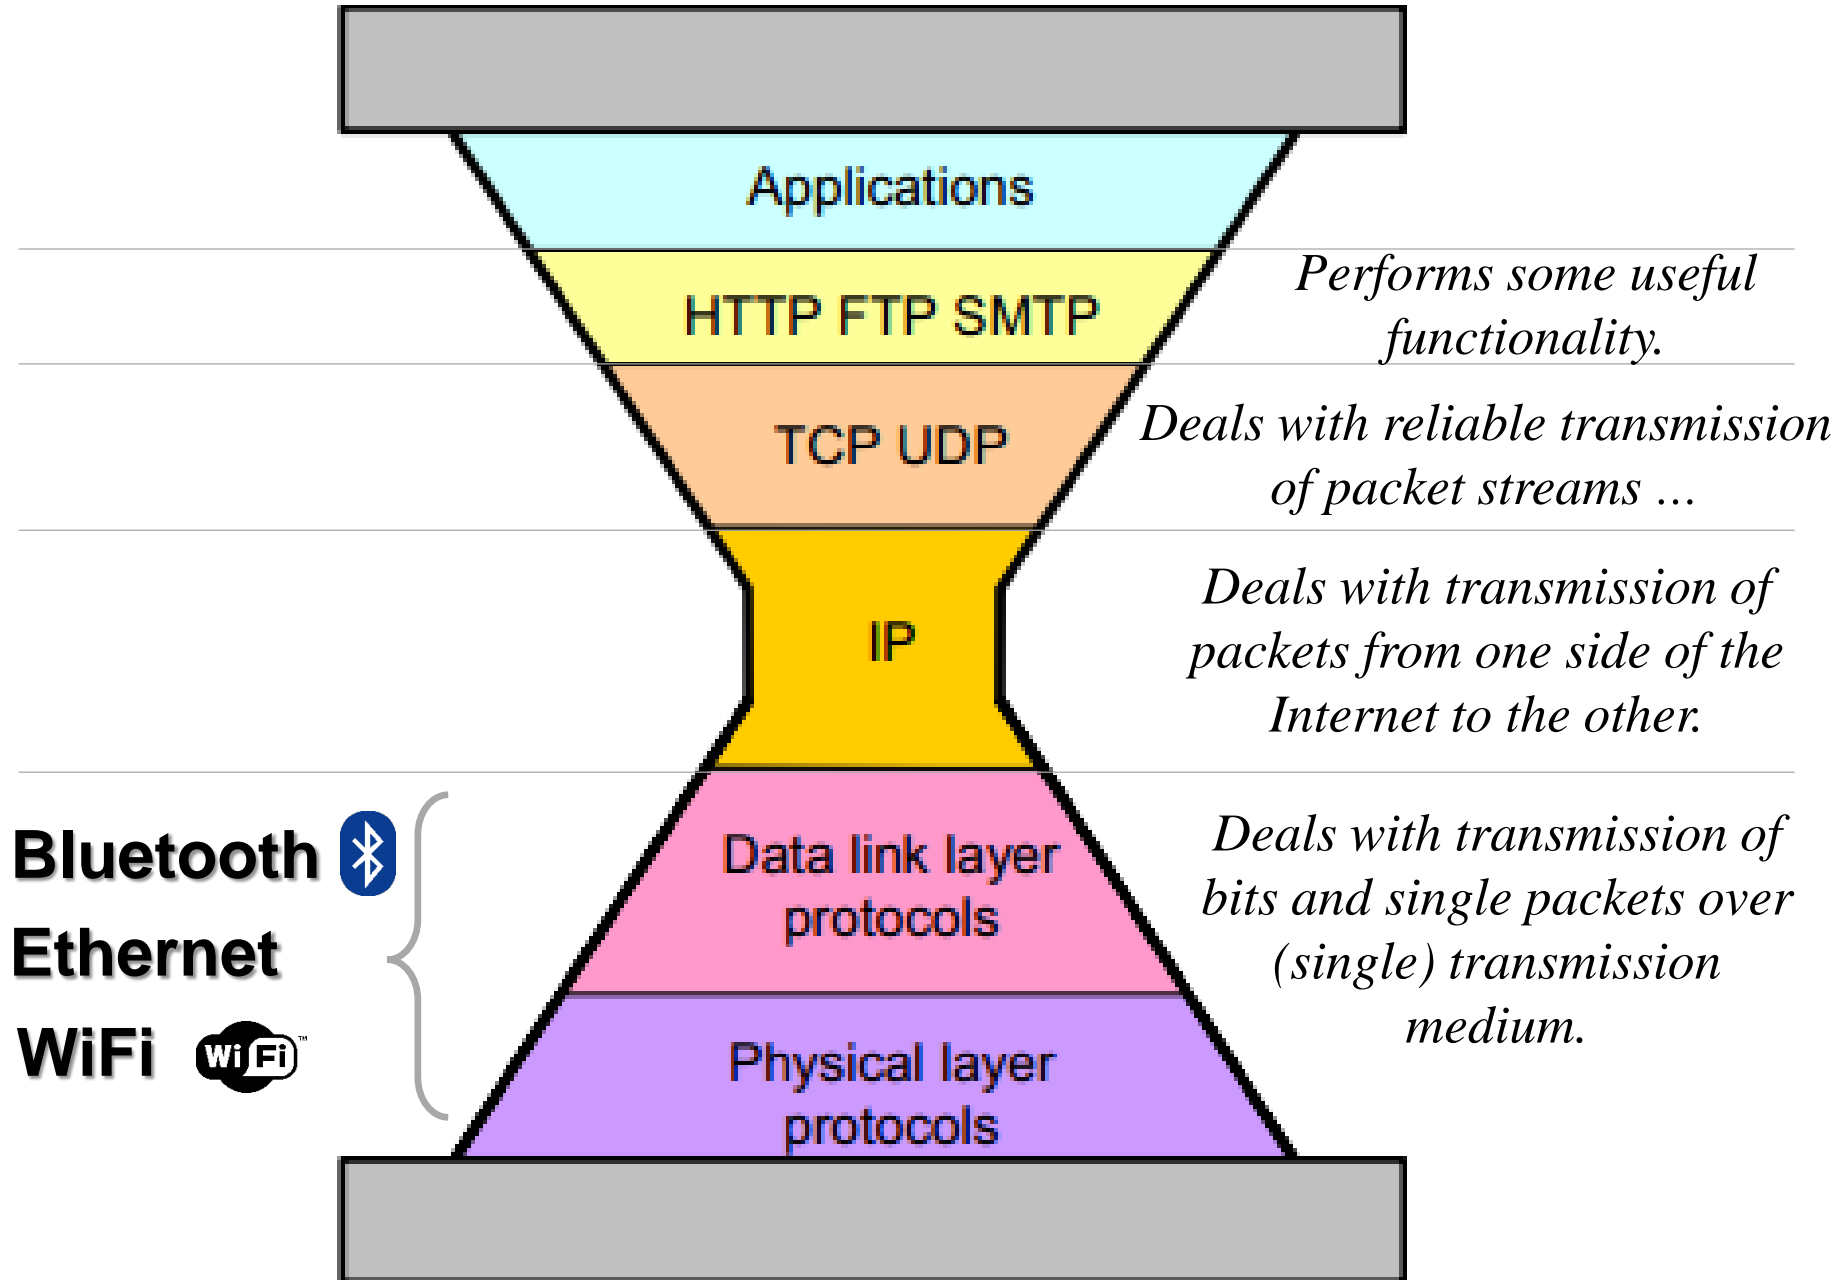 Applications
HTTP FTP SMTP
Performs some useful
functionality.
TCP UDP
Deals with reliable transmission
of packet streams ...
IP
Deals with transmission of
packets from one side of the
Internet to the other.
Bluetooth
Ethernet
WiFi
Wi Fi ™
Data link layer
protocols
Physical layer
protocols
Deals with transmission of
bits and single packets over
(single) transmission
medium.